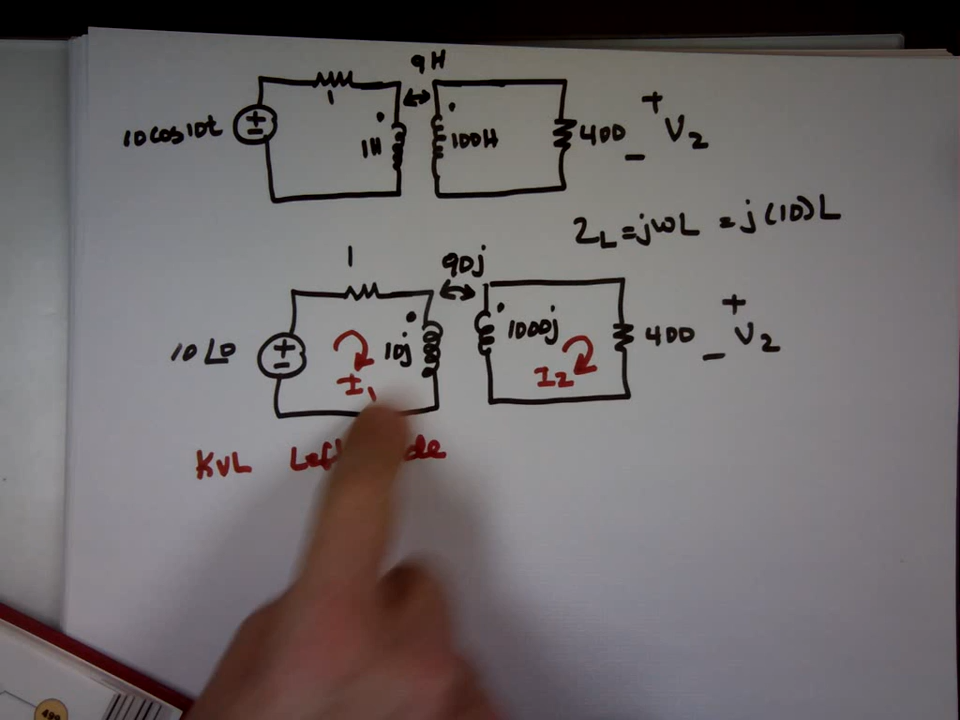 9H
10cos10t 1 1H 100H 400 + V2 -
ZL = jωL = j(10)L
1 90j
10∠0 10j 1000j 400 + V2 -
I1 I2
KVL
499